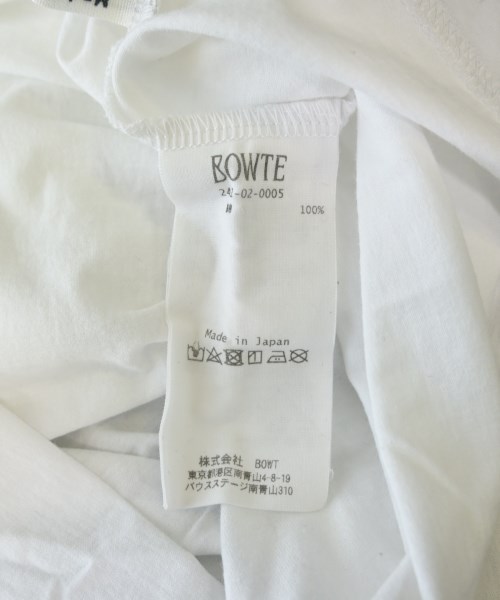 BOWTE
綿 100%
Made in Japan
株式会社 BOWT
東京都港区南青山4-8-19
バウスステージ南青山310